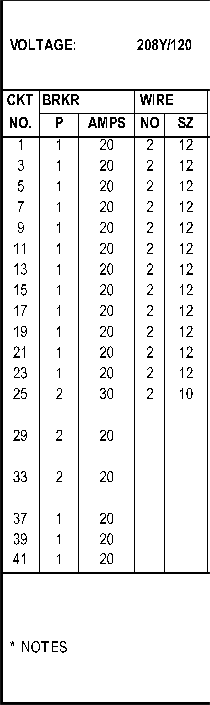 VOLTAGE: 208Y/120
CKT BRKR WIRE
NO. P AMPS NO SZ
1 1 20 2 12
3 1 20 2 12
5 1 20 2 12
7 1 20 2 12
9 1 20 2 12
11 1 20 2 12
13 1 20 2 12
15 1 20 2 12
17 1 20 2 12
19 1 20 2 12
21 1 20 2 12
23 1 20 2 12
25 2 30 2 10
29 2 20
33 2 20
37 1 20
39 1 20
41 1 20
* NOTES